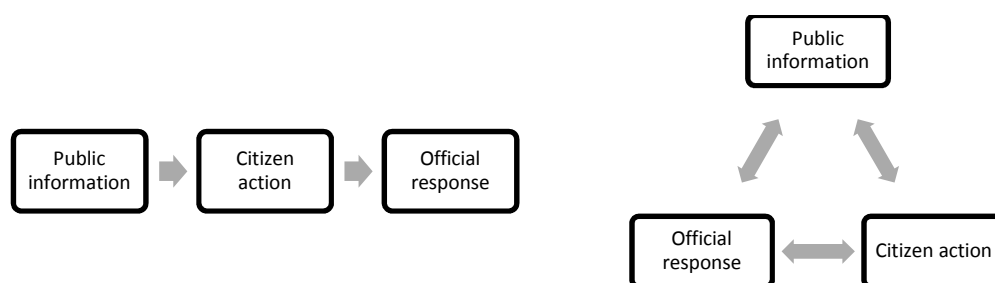 Public
information
Citizen
action
Official
response
Public
information
Official
response
Citizen action